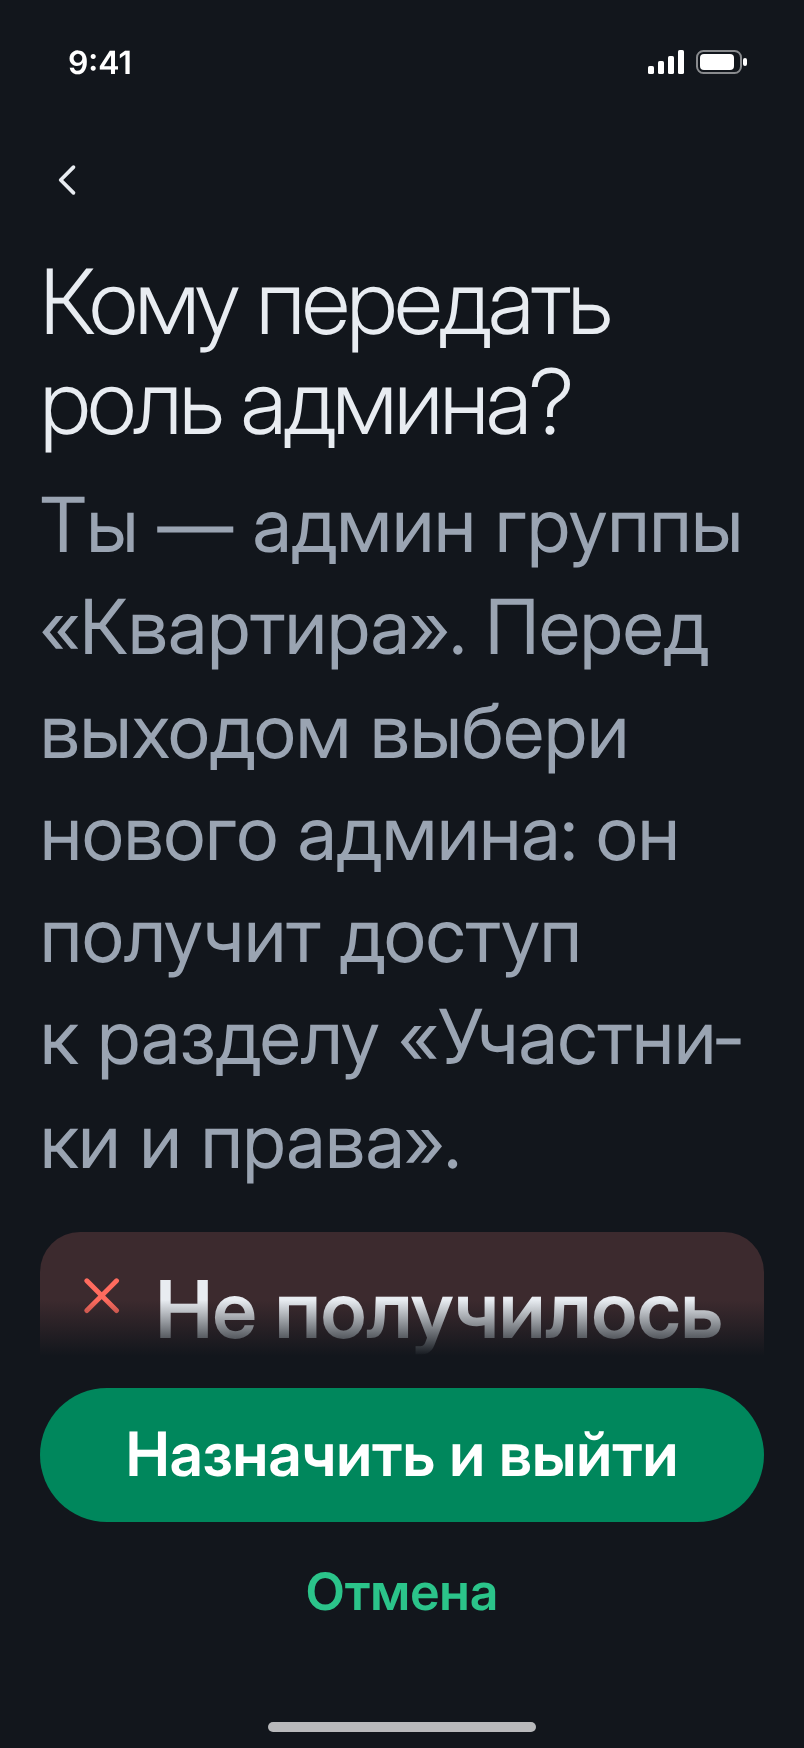 9:41
Кому передать
роль админа?
Ты — админ группы
«Квартира». Перед
выходом выбери
нового админа: он
получит доступ
к разделу «Участни-
ки и права».
Не получилось
Назначить и выйти
Отмена